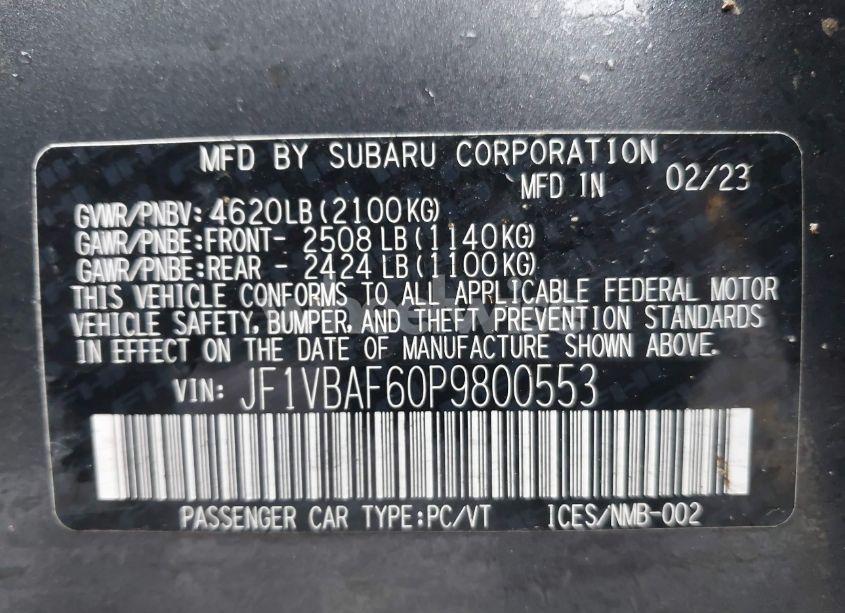 MFD BY SUBARU CORPORATION
MFD IN 02/23
GVWR/PNBV: 4620LB (2100KG)
GAWR/PNBE:FRONT- 2508 LB (1140KG)
GAWR/PNBE:REAR - 2424 LB (1100KG)
THIS VEHICLE CONFORMS TO ALL APPLICABLE FEDERAL MOTOR
VEHICLE SAFETY, BUMPER, AND THEFT PREVENTION STANDARDS
IN EFFECT ON THE DATE OF MANUFACTURE SHOWN ABOVE.
VIN: JF1VBAF60P9800553
PASSENGER CAR TYPE:PC/VT ICES/NMB-002